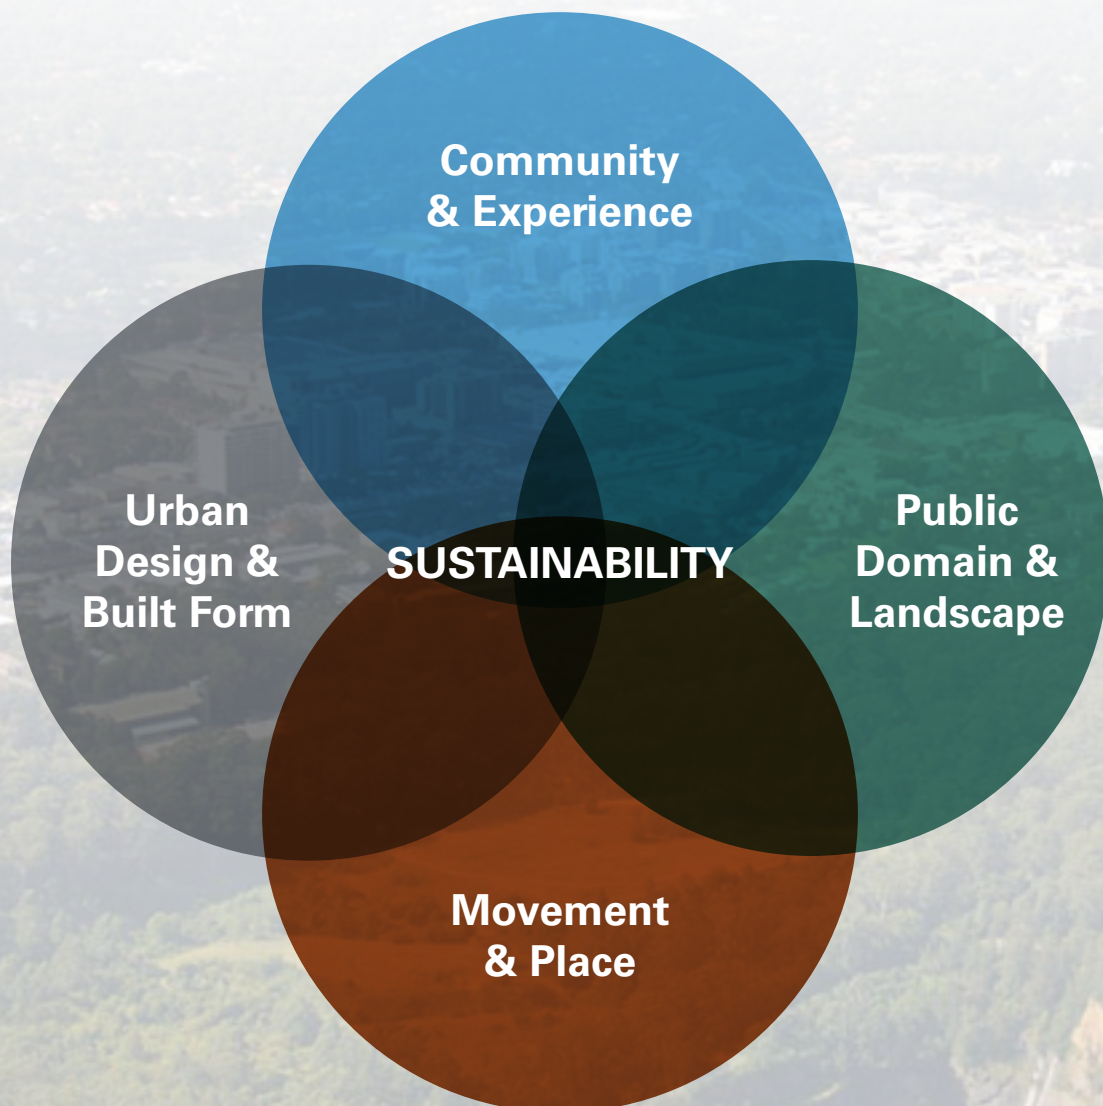 Community
& Experience
Urban
Design &
Built Form
SUSTAINABILITY
Public
Domain &
Landscape
Movement
& Place